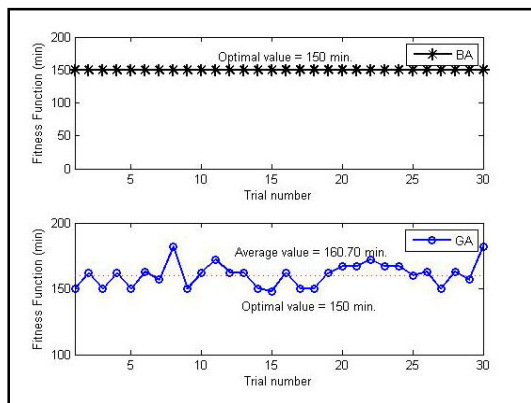 200
150
100
50
0
Fitness Function (min)
Optimal value = 150 min.
BA
5
10
15
20
25
30
Trial number
200
150
100
Fitness Function (min)
Average value = 160.70 min.
GA
Optimal value = 150 min.
5
10
15
20
25
30
Trial number